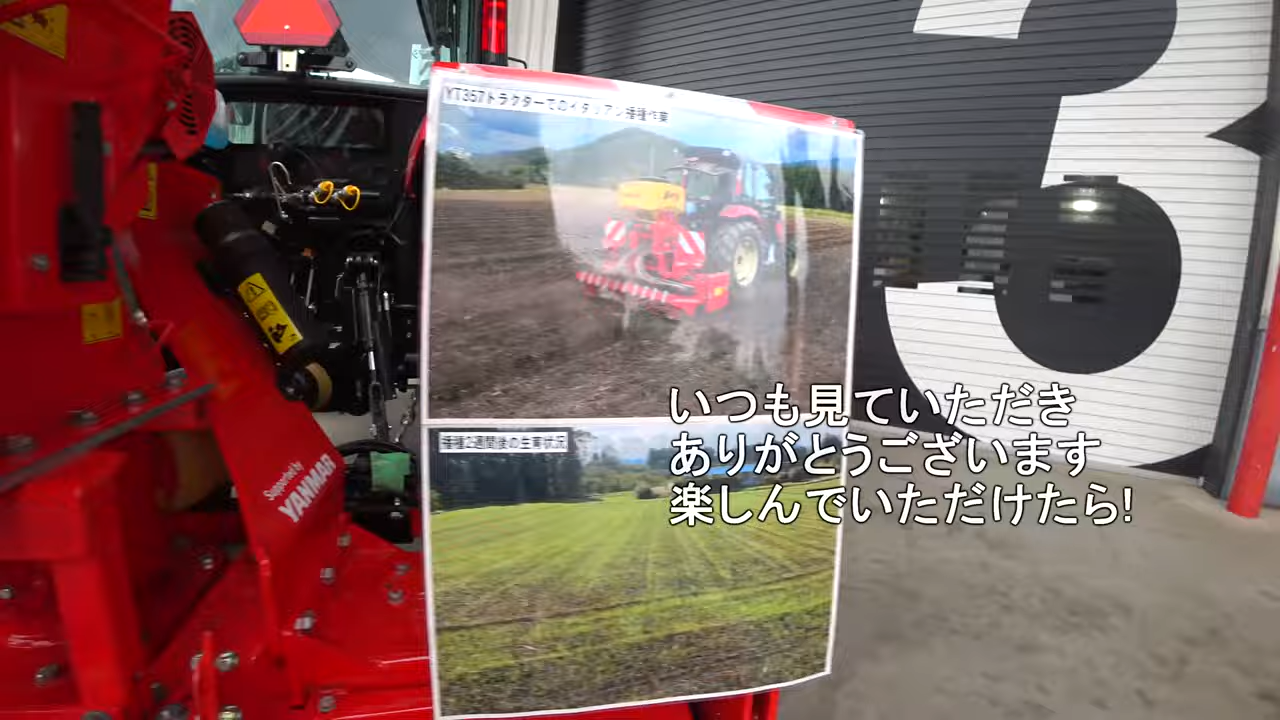 YT357トラクターでのイタリアン播種作業
播種2週間後の生育状況
Supported by
YANMAR
3
いつも見ていただき
ありがとうございます
楽しんでいただけたら!